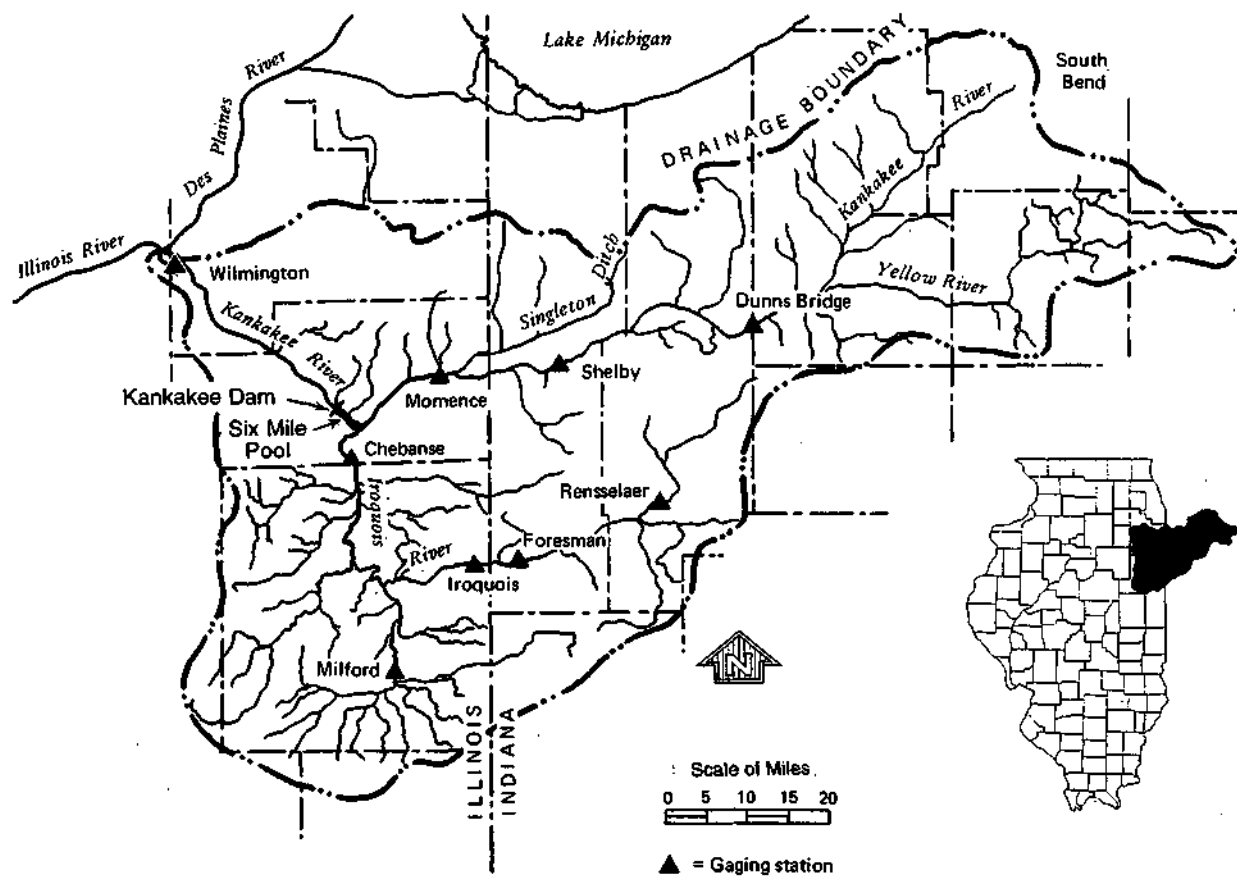 Lake Michigan
South
Bend
River
Plaines
Des
DRAINAGE BOUNDARY
River
Kankakee
Illinois River
Wilmington
Singleton
Ditch
Yellow River
Dunns Bridge
Kankakee River
Shelby
Momence
Kankakee Dam
Six Mile
Pool
Chebanse
Iroquois
River
Rensselaer
Foresman
Iroquois
Milford
N
ILLINOIS
INDIANA
Scale of Miles
0 5 10 15 20
▲ = Gaging station